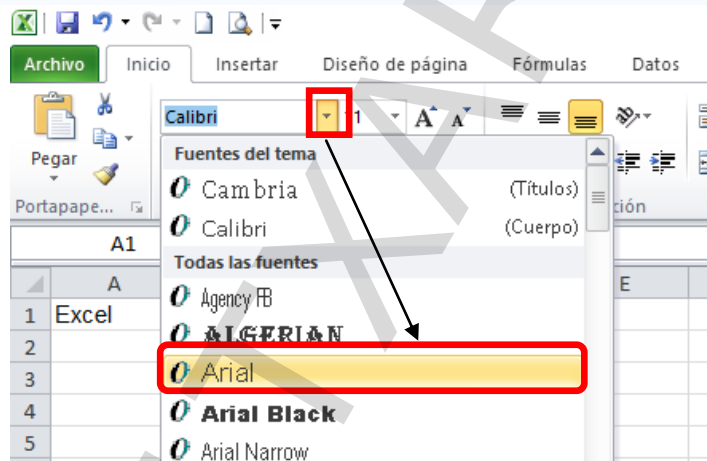 Archivo Inicio Insertar Diseño de página Fórmulas Datos
Calibri 11 A A
Pegar
Portapape... ción
A1
Fuentes del tema
Cambria (Títulos)
Calibri (Cuerpo)
Todas las fuentes
Agency FB
ALGERIAN
Arial
Arial Black
Arial Narrow
A E
1 Excel
2
3
4
5